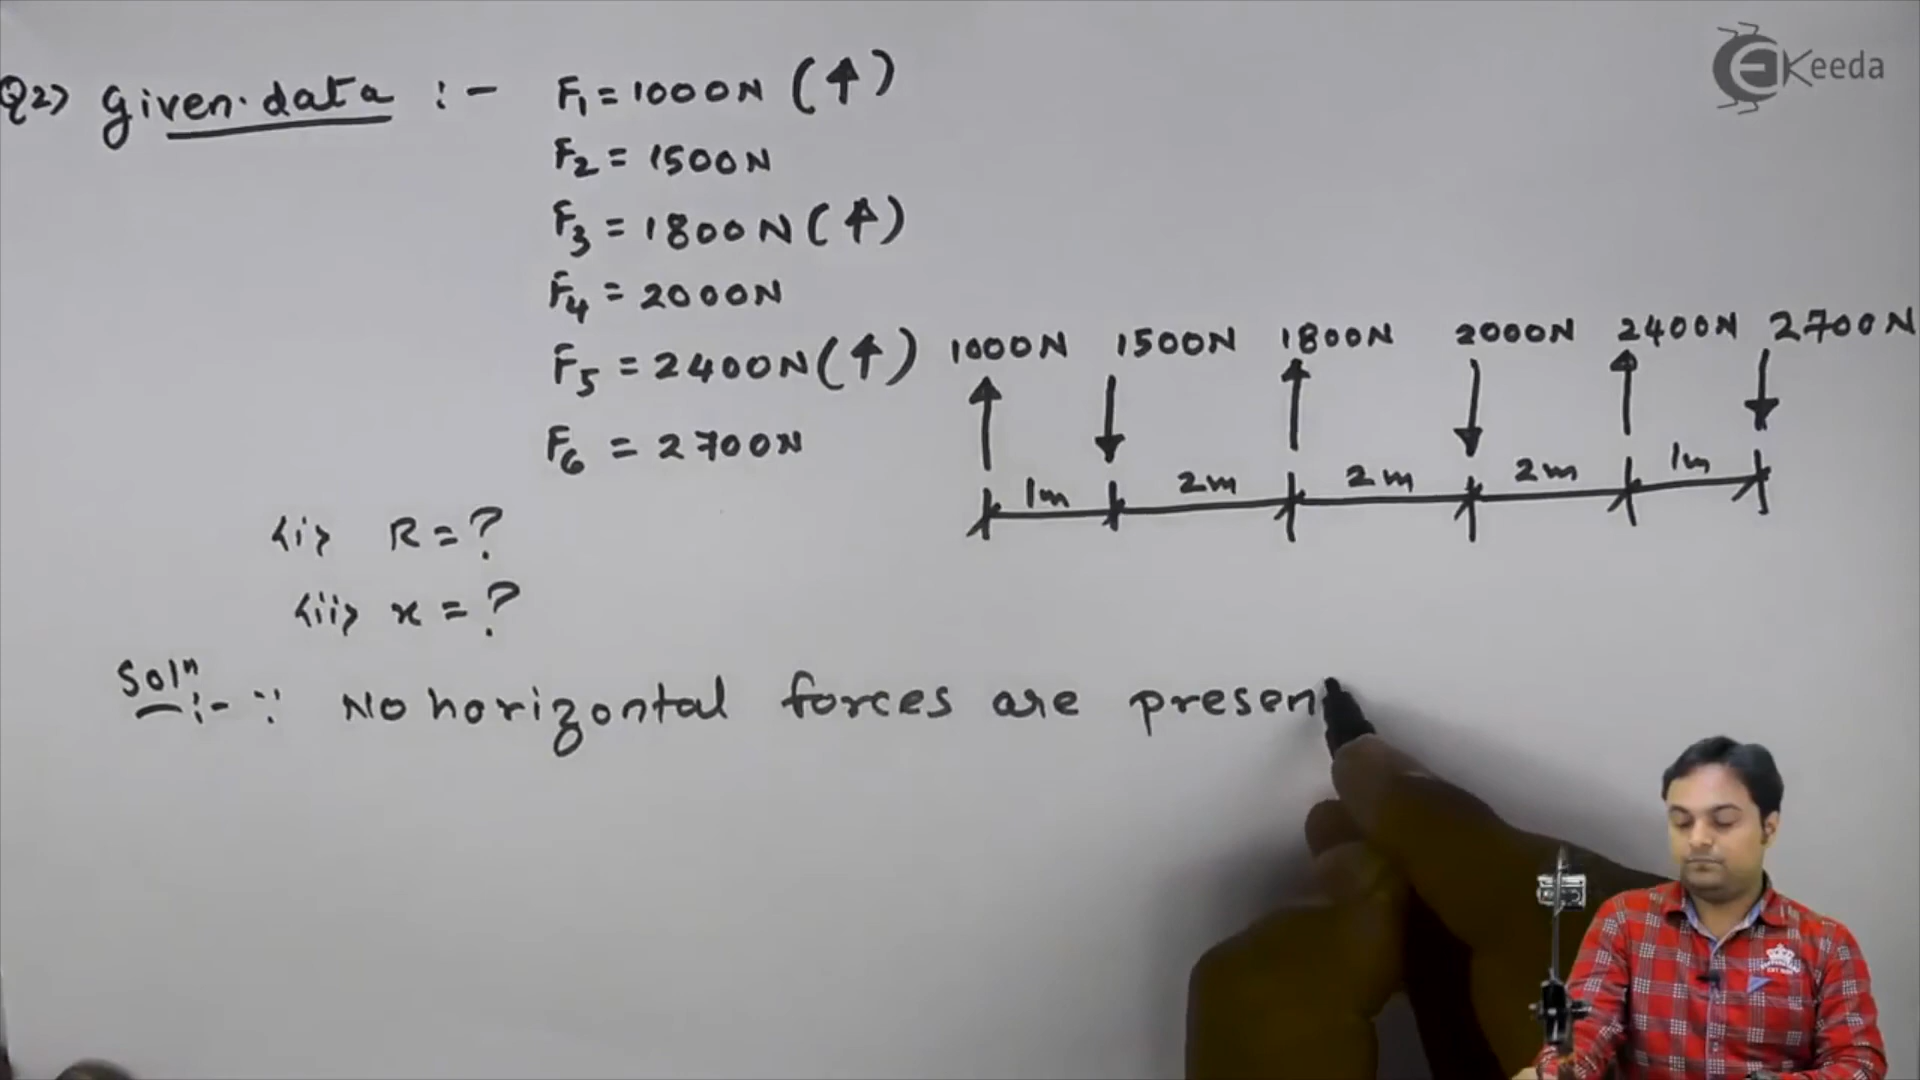 EKeeda
Q2) Given data :- F1 = 1000N (↑)
F2 = 1500N
F3 = 1800N (↑)
F4 = 2000N
F5 = 2400N (↑)
F6 = 2700N
1000N 1500N 1800N 2000N 2400N 2700N
1m 2m 2m 2m 1m
<i> R = ?
<ii> x = ?
Solⁿ :- ∵ No horizontal forces are presen